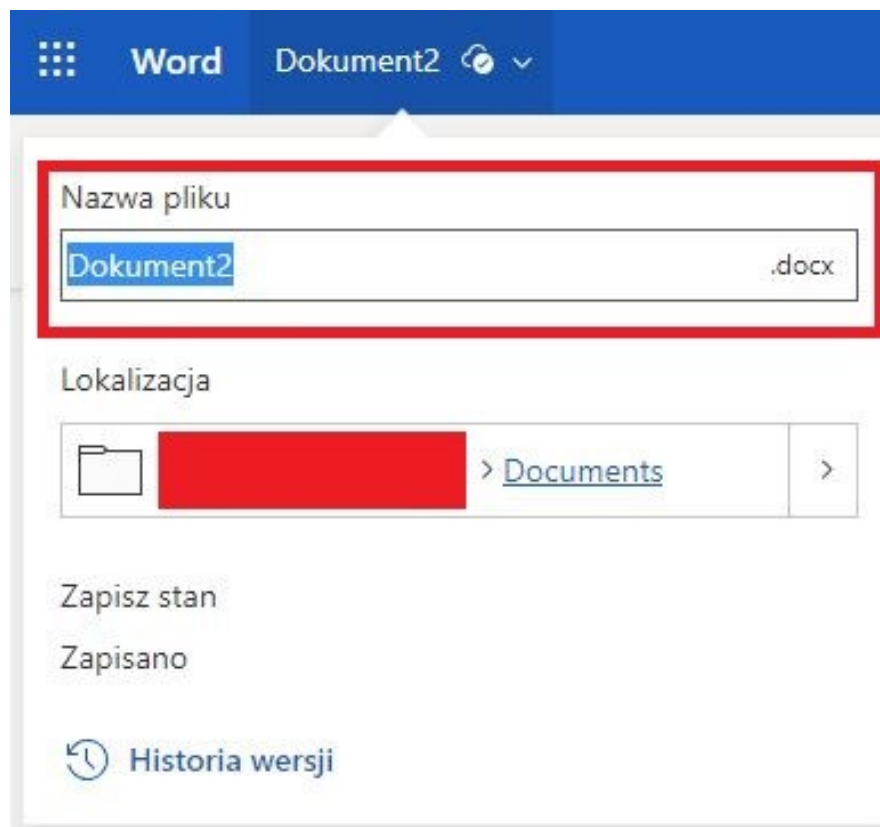 Word Dokument2
Nazwa pliku
Dokument2 .docx
Lokalizacja
> Documents >
Zapisz stan
Zapisano
Historia wersji